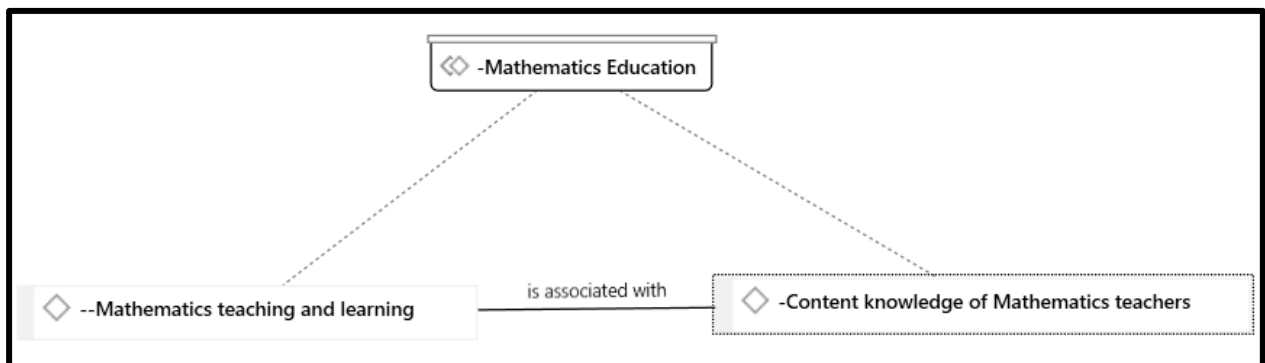 -Mathematics Education
is associated with
--Mathematics teaching and learning
-Content knowledge of Mathematics teachers